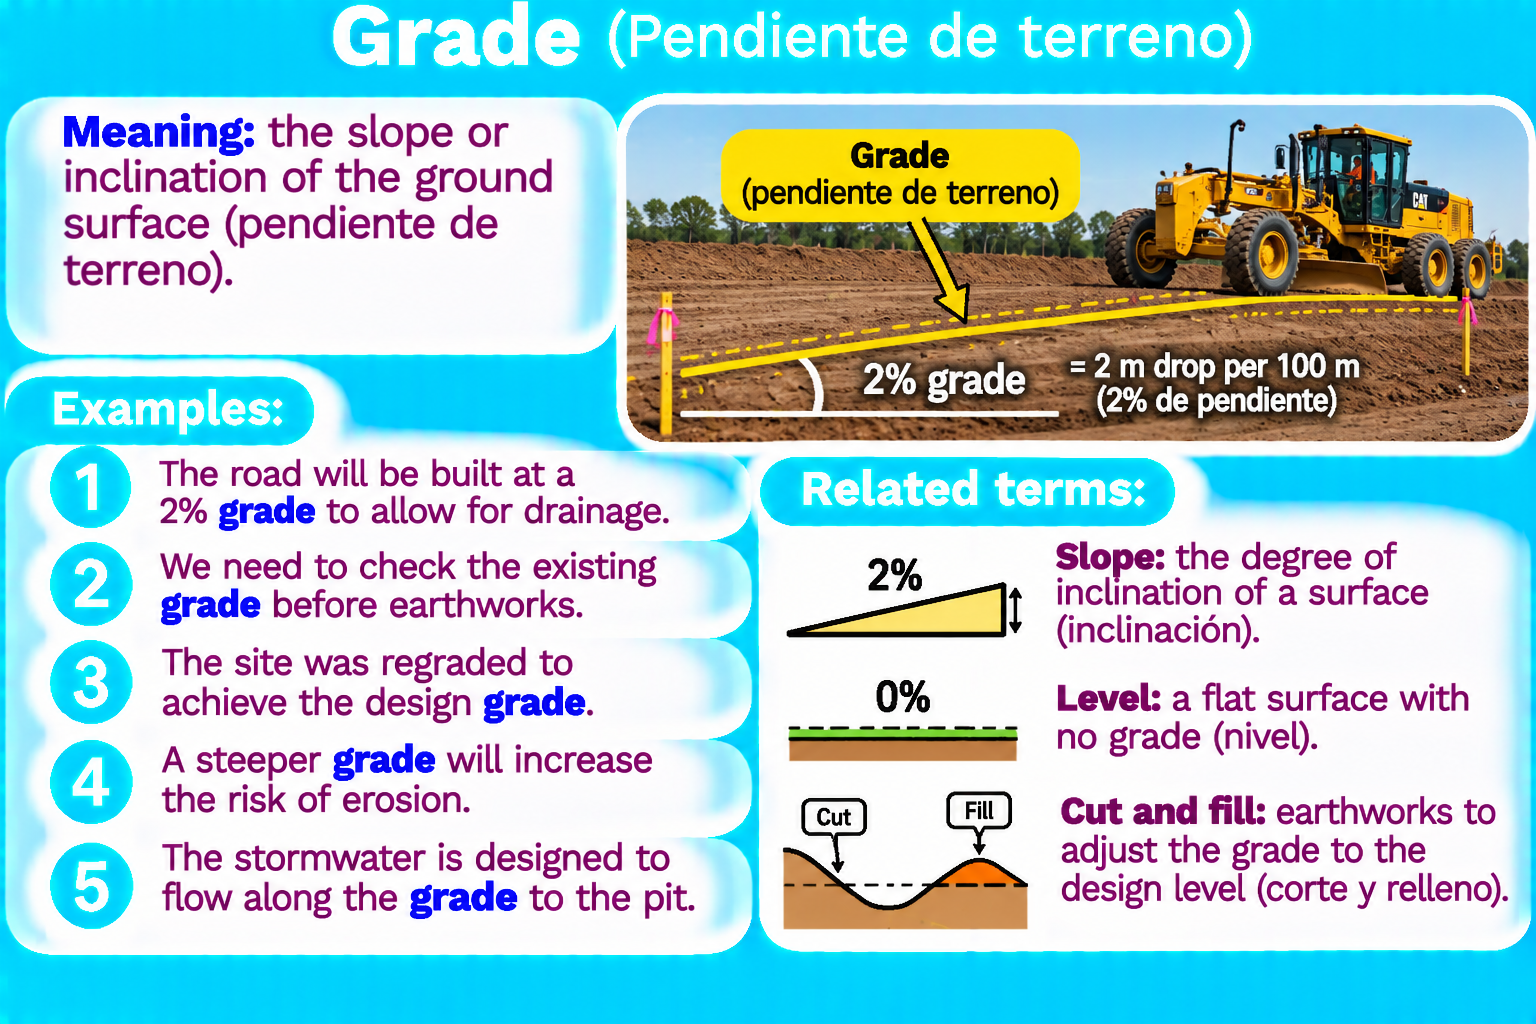 Grade (Pendiente de terreno)
Meaning: the slope or
inclination of the ground
surface (pendiente de
terreno).
Grade
(pendiente de terreno)
CAT
2% grade
= 2 m drop per 100 m
(2% de pendiente)
Examples:
1 The road will be built at a
2% grade to allow for drainage.
2 We need to check the existing
grade before earthworks.
3 The site was regraded to
achieve the design grade.
4 A steeper grade will increase
the risk of erosion.
5 The stormwater is designed to
flow along the grade to the pit.
Related terms:
2%
Slope: the degree of
inclination of a surface
(inclinación).
0%
Level: a flat surface with
no grade (nivel).
Cut
Fill
Cut and fill: earthworks to
adjust the grade to the
design level (corte y relleno).